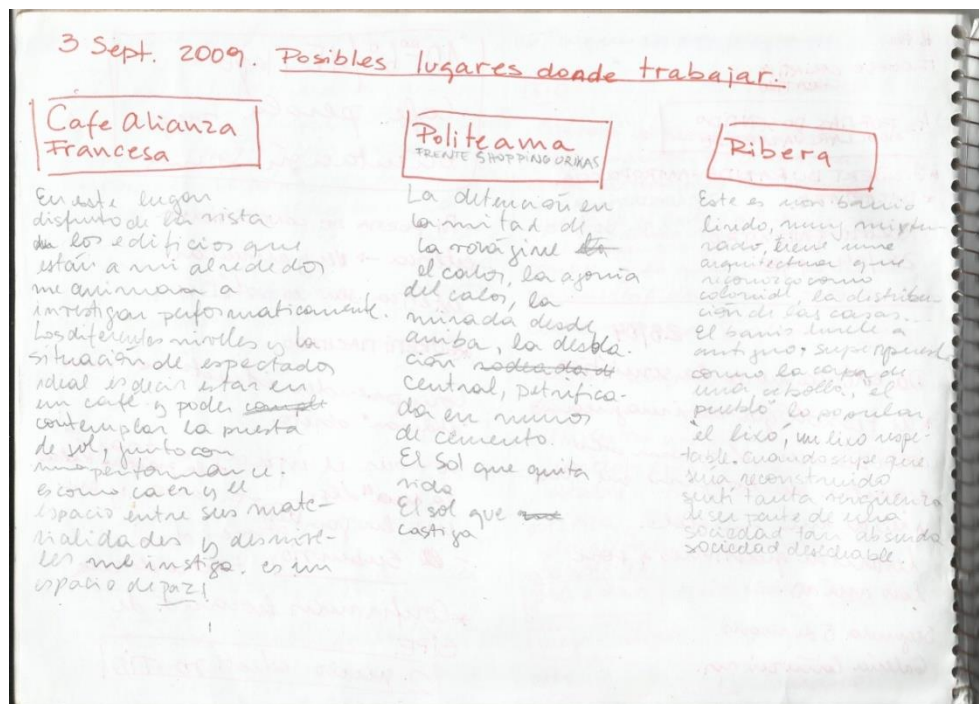 3 Sept. 2009. Posibles lugares donde trabajar.
Cafe Alianza
Francesa
En este lugar
disfruto de la vista
los edificios que
están a mi alrededor
me animan a
investigar performaticamente.
Los diferentes niveles y la
situación de espectador
ideal es decir estar en
un café y poder
contemplar la puesta
de sol, junto con
es como caer y el
espacio entre sus mate-
rialidades y desnive-
les me instiga, es un
espacio de paz!
Politeama
FRENTE SHOPPING URIKAS
La detención en
la mitad de
la
el calor, la agonía
del calor, la
mirada desde
arriba, la desola-
ción
central, petrifica-
da en muros
de cemento.
El Sol que quita
vida
El sol que
castiga
Ribera
Este es un barrio
lindo, muy mixtu-
rado, tiene una
arquitectura que
reconozco como
colonial, la distribu-
ción de las casas...
el barrio huele a
antiguo, superpuesto
como la capa de
una cebolla, el
pueblo, lo popular,
el lixo, un lixo respe-
table. Cuando supe que
seria reconstruido
sentí tanta vergüenza
de ser parte de esta
sociedad tan absurda
sociedad desechable.